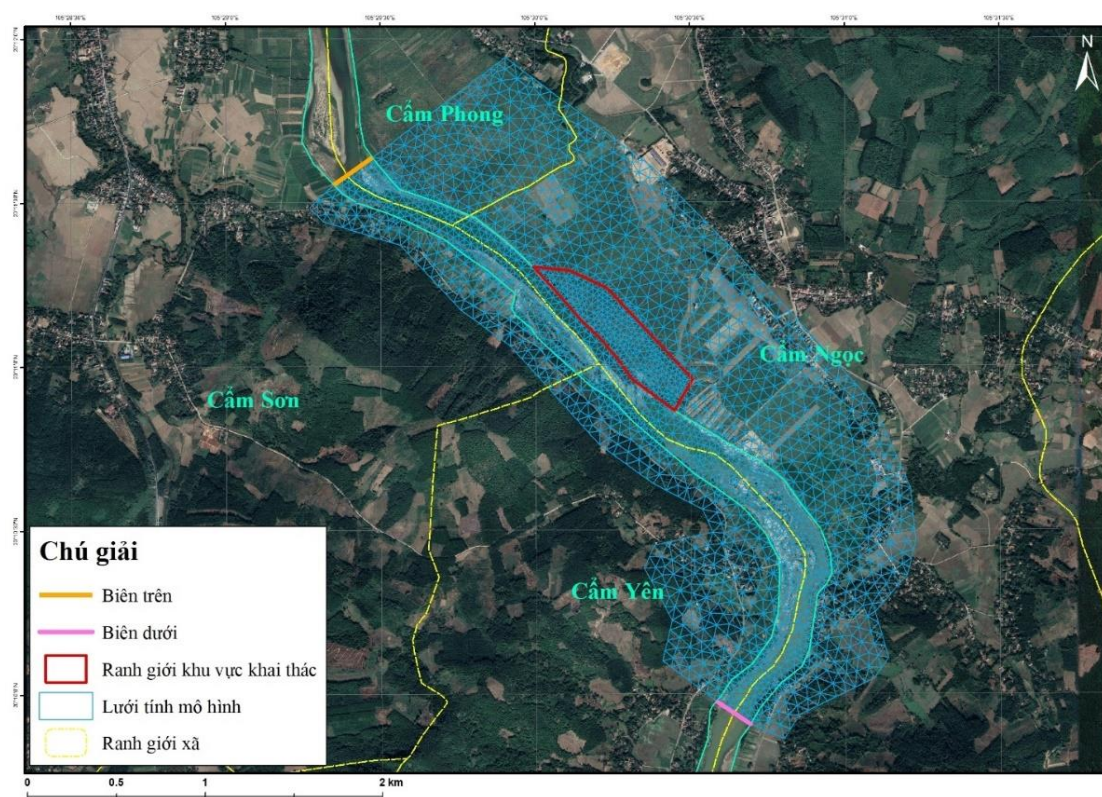 N
Cẩm Phong
Cẩm Ngọc
Cẩm Sơn
Cẩm Yên
Chú giải
Biên trên
Biên dưới
Ranh giới khu vực khai thác
Lưới tính mô hình
Ranh giới xã
0 0.5 1 2 km